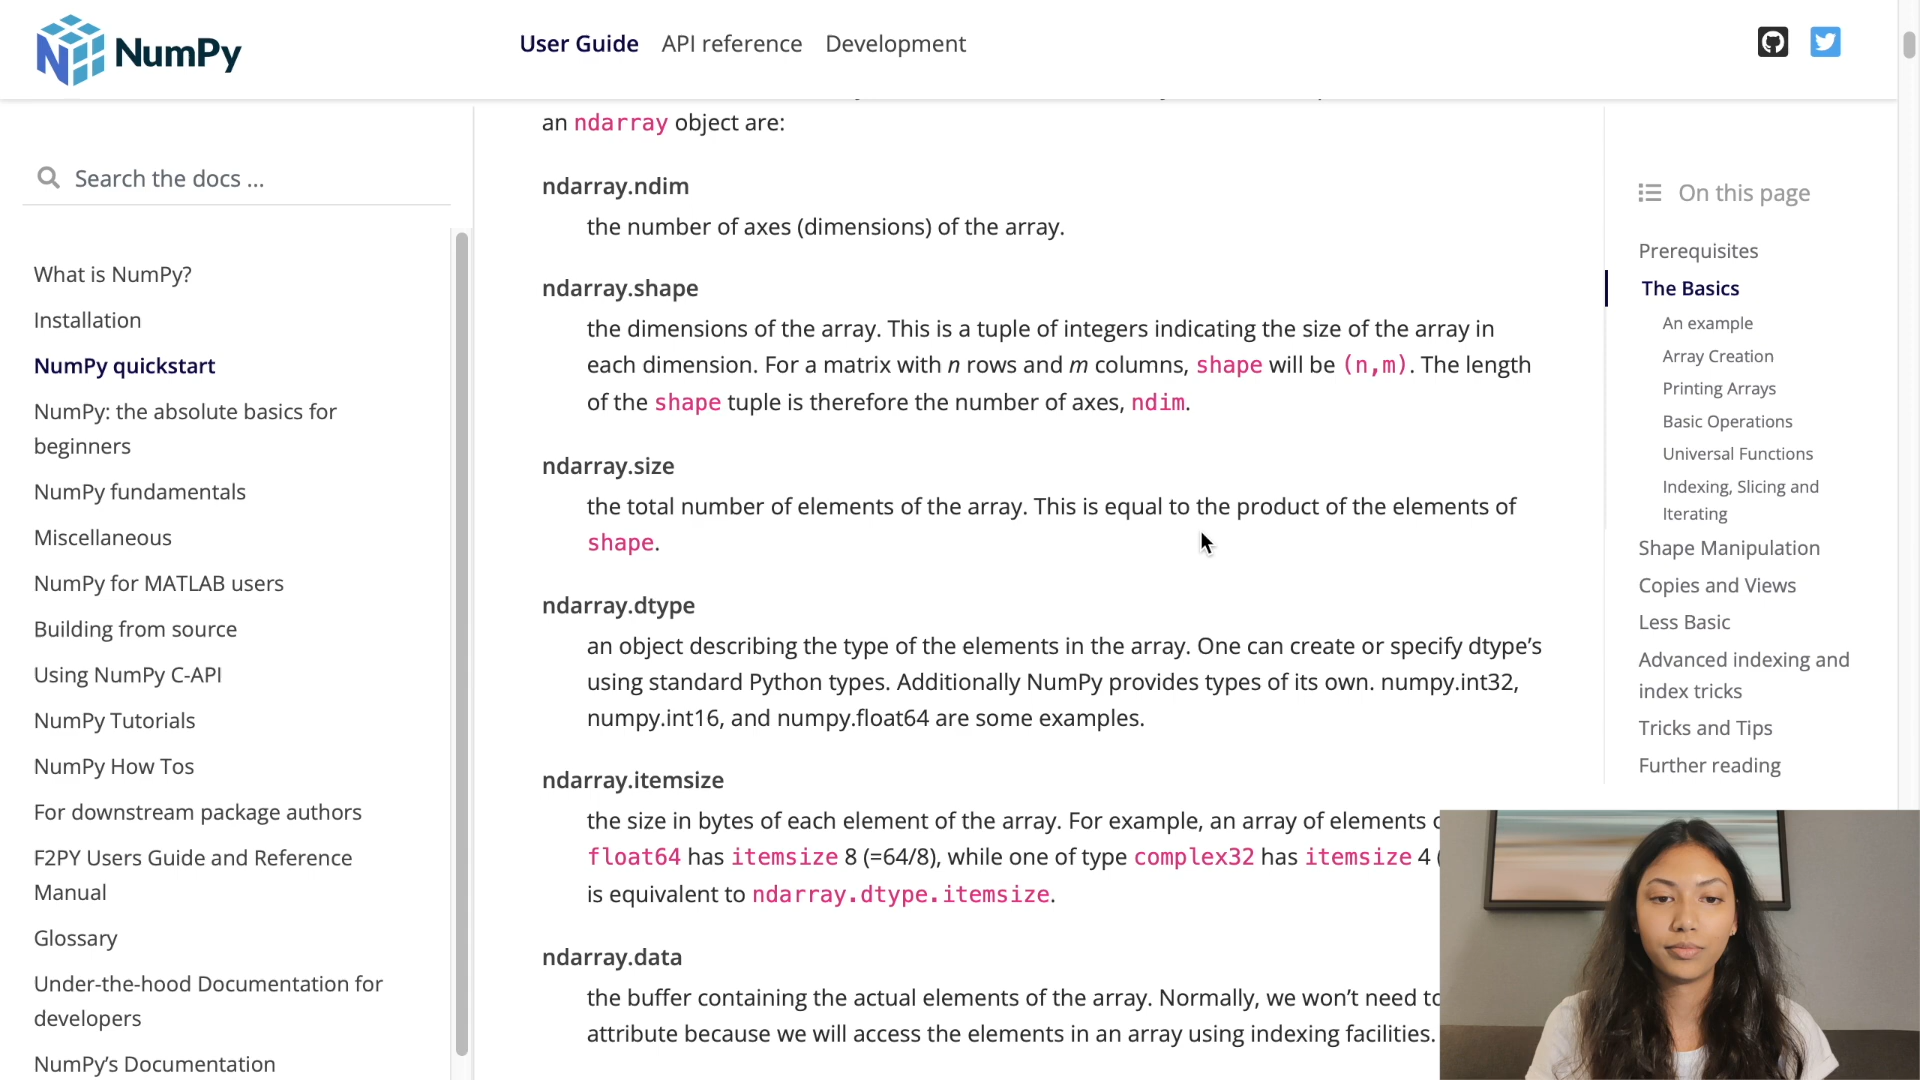 NumPy
User Guide API reference Development
Search the docs ...
What is NumPy?
Installation
NumPy quickstart
NumPy: the absolute basics for
beginners
NumPy fundamentals
Miscellaneous
NumPy for MATLAB users
Building from source
Using NumPy C-API
NumPy Tutorials
NumPy How Tos
For downstream package authors
F2PY Users Guide and Reference
Manual
Glossary
Under-the-hood Documentation for
developers
NumPy’s Documentation
an ndarray object are:
ndarray.ndim
the number of axes (dimensions) of the array.
ndarray.shape
the dimensions of the array. This is a tuple of integers indicating the size of the array in
each dimension. For a matrix with n rows and m columns, shape will be (n,m). The length
of the shape tuple is therefore the number of axes, ndim.
ndarray.size
the total number of elements of the array. This is equal to the product of the elements of
shape.
ndarray.dtype
an object describing the type of the elements in the array. One can create or specify dtype’s
using standard Python types. Additionally NumPy provides types of its own. numpy.int32,
numpy.int16, and numpy.float64 are some examples.
ndarray.itemsize
the size in bytes of each element of the array. For example, an array of elements
float64 has itemsize 8 (=64/8), while one of type complex32 has itemsize 4 (
is equivalent to ndarray.dtype.itemsize.
ndarray.data
the buffer containing the actual elements of the array. Normally, we won’t need to
attribute because we will access the elements in an array using indexing facilities.
On this page
Prerequisites
The Basics
An example
Array Creation
Printing Arrays
Basic Operations
Universal Functions
Indexing, Slicing and
Iterating
Shape Manipulation
Copies and Views
Less Basic
Advanced indexing and
index tricks
Tricks and Tips
Further reading